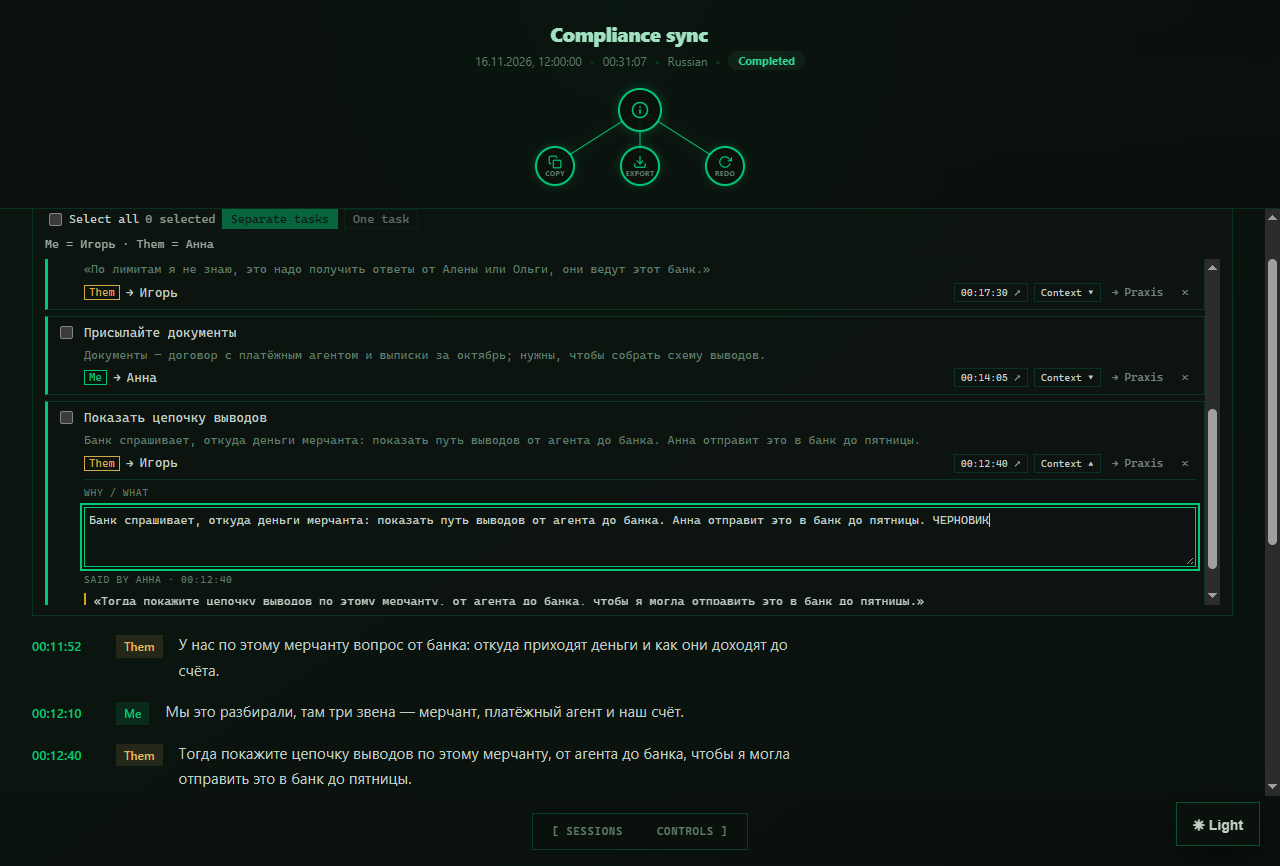 Compliance sync
16.11.2026, 12:00:00 · 00:31:07 · Russian · Completed
COPY EXPORT REDO
Select all 0 selected Separate tasks One task
Me = Игорь · Them = Анна
«По лимитам я не знаю, это надо получить ответы от Алены или Ольги, они ведут этот банк.»
Them → Игорь 00:17:30 ↗ Context ▾ → Praxis ×
Присылайте документы
Документы — договор с платёжным агентом и выписки за октябрь; нужны, чтобы собрать схему выводов.
Me → Анна 00:14:05 ↗ Context ▾ → Praxis ×
Показать цепочку выводов
Банк спрашивает, откуда деньги мерчанта: показать путь выводов от агента до банка. Анна отправит это в банк до пятницы.
Them → Игорь 00:12:40 ↗ Context ▴ → Praxis ×
WHY / WHAT
Банк спрашивает, откуда деньги мерчанта: показать путь выводов от агента до банка. Анна отправит это в банк до пятницы. ЧЕРНОВИК
SAID BY АННА · 00:12:40
«Тогда покажите цепочку выводов по этому мерчанту, от агента до банка, чтобы я могла отправить это в банк до пятницы.»
00:11:52 Them У нас по этому мерчанту вопрос от банка: откуда приходят деньги и как они доходят до
счёта.
00:12:10 Me Мы это разбирали, там три звена — мерчант, платёжный агент и наш счёт.
00:12:40 Them Тогда покажите цепочку выводов по этому мерчанту, от агента до банка, чтобы я могла
отправить это в банк до пятницы.
[ SESSIONS CONTROLS ]
Light